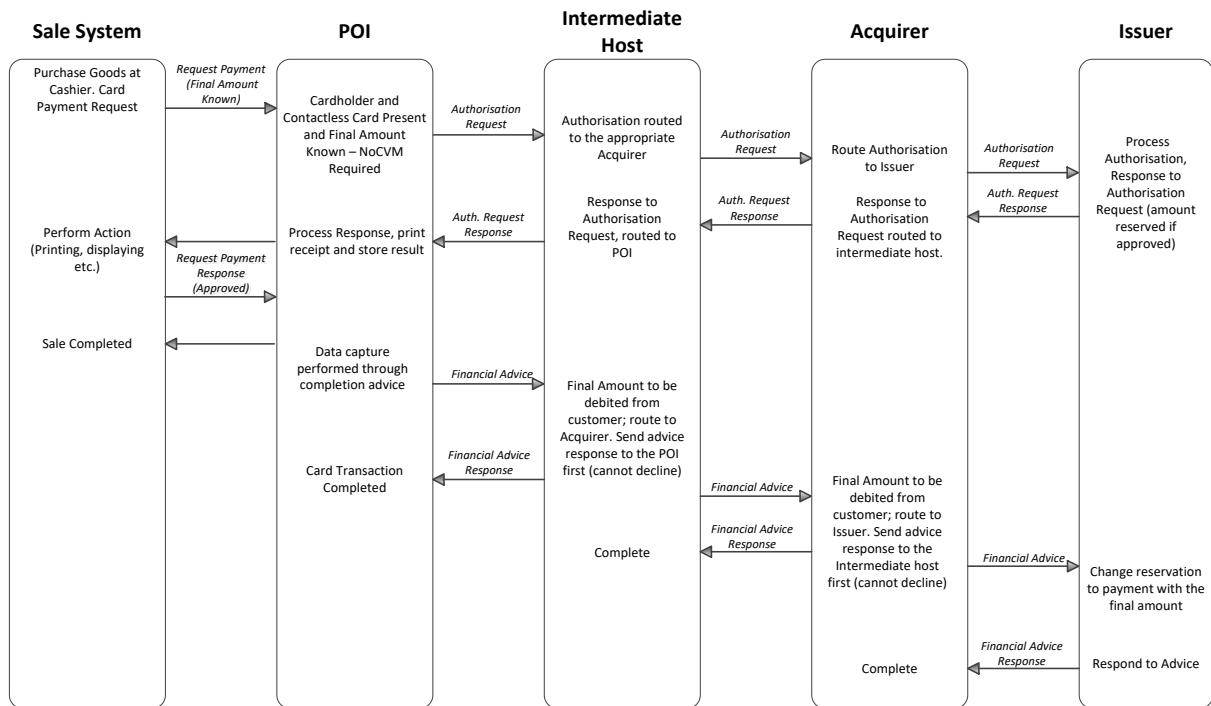 Sale System
POI
Intermediate
Host
Acquirer
Issuer
Purchase Goods at
Cashier. Card
Payment Request
Request Payment
(Final Amount
Known)
Cardholder and
Contactless Card Present
and Final Amount
Known – NoCVM
Required
Authorisation
Request
Authorisation routed
to the appropriate
Acquirer
Authorisation
Request
Route Authorisation
to Issuer
Authorisation
Request
Process
Authorisation,
Response to
Authorisation
Request (amount
reserved if
approved)
Perform Action
(Printing, displaying
etc.)
Process Response, print
receipt and store result
Auth. Request
Response
Response to
Authorisation
Request, routed to
POI
Auth. Request
Response
Response to
Authorisation
Request routed to
intermediate host.
Auth. Request
Response
Request Payment
Response
(Approved)
Sale Completed
Data capture
performed through
completion advice
Financial Advice
Final Amount to be
debited from
customer; route to
Acquirer. Send advice
response to the POI
first (cannot decline)
Card Transaction
Completed
Financial Advice
Response
Financial Advice
Final Amount to be
debited from
customer; route to
Issuer. Send advice
response to the
Intermediate host
first (cannot decline)
Complete
Financial Advice
Response
Financial Advice
Change reservation
to payment with the
final amount
Complete
Financial Advice
Response
Respond to Advice